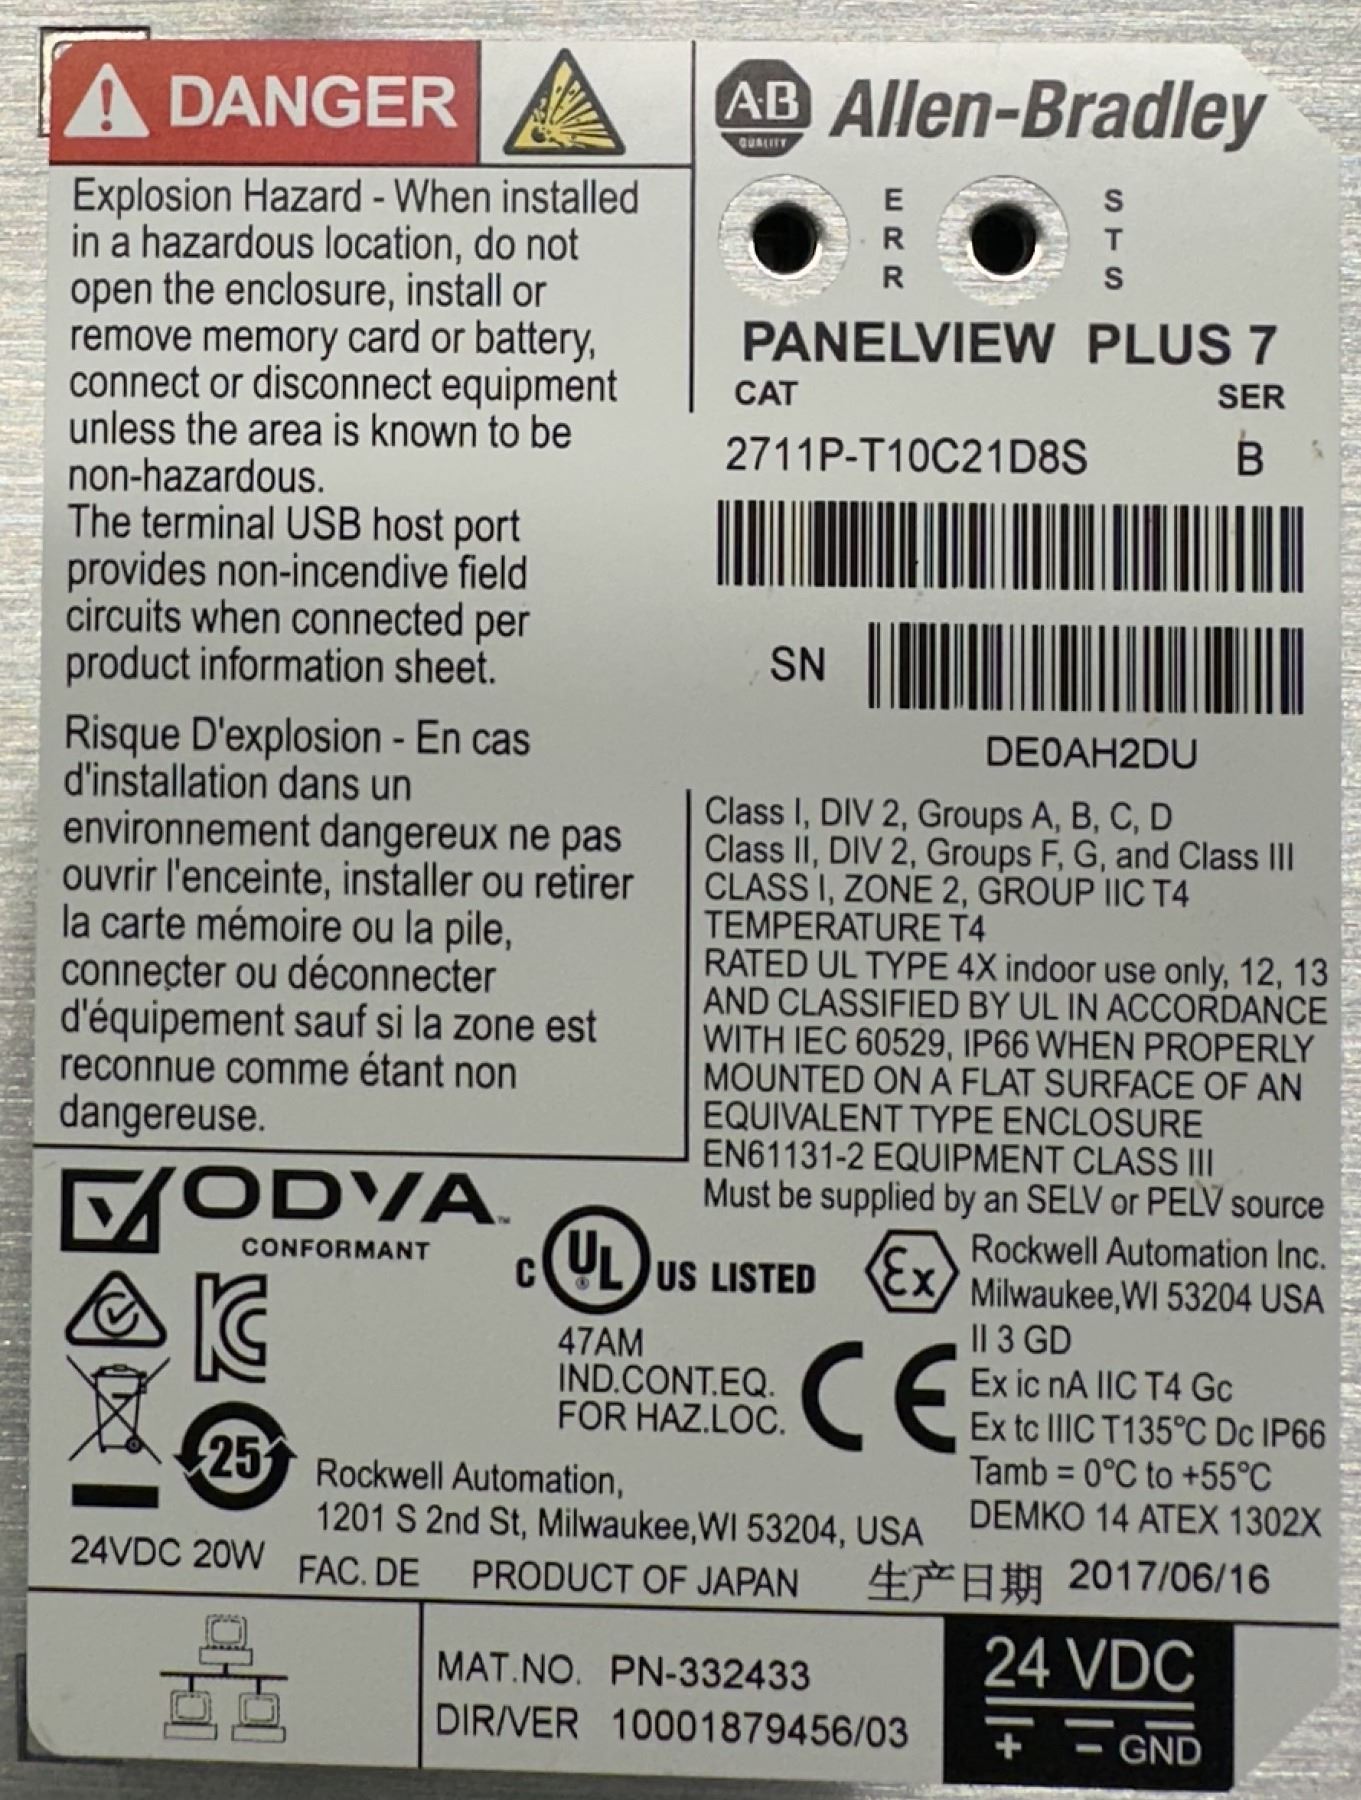 DANGER
Explosion Hazard - When installed
in a hazardous location, do not
open the enclosure, install or
remove memory card or battery,
connect or disconnect equipment
unless the area is known to be
non-hazardous.
The terminal USB host port
provides non-incendive field
circuits when connected per
product information sheet.
Risque D'explosion - En cas
d'installation dans un
environnement dangereux ne pas
ouvrir l'enceinte, installer ou retirer
la carte mémoire ou la pile,
connecter ou déconnecter
d'équipement sauf si la zone est
reconnue comme étant non
dangereuse.
A·B QUALITY
Allen-Bradley
ERR
STS
PANELVIEW PLUS 7
CAT SER
2711P-T10C21D8S B
SN
DE0AH2DU
Class I, DIV 2, Groups A, B, C, D
Class II, DIV 2, Groups F, G, and Class III
CLASS I, ZONE 2, GROUP IIC T4
TEMPERATURE T4
RATED UL TYPE 4X indoor use only, 12, 13
AND CLASSIFIED BY UL IN ACCORDANCE
WITH IEC 60529, IP66 WHEN PROPERLY
MOUNTED ON A FLAT SURFACE OF AN
EQUIVALENT TYPE ENCLOSURE
EN61131-2 EQUIPMENT CLASS III
Must be supplied by an SELV or PELV source
ODVA™
CONFORMANT
C UL® US LISTED
47AM
IND.CONT.EQ.
FOR HAZ.LOC.
CE
Ex
Rockwell Automation Inc.
Milwaukee,WI 53204 USA
II 3 GD
Ex ic nA IIC T4 Gc
Ex tc IIIC T135°C Dc IP66
Tamb = 0°C to +55°C
DEMKO 14 ATEX 1302X
25
Rockwell Automation,
1201 S 2nd St, Milwaukee,WI 53204, USA
24VDC 20W
FAC. DE PRODUCT OF JAPAN 生产日期 2017/06/16
MAT.NO. PN-332433
DIR/VER 10001879456/03
24 VDC
+ - GND